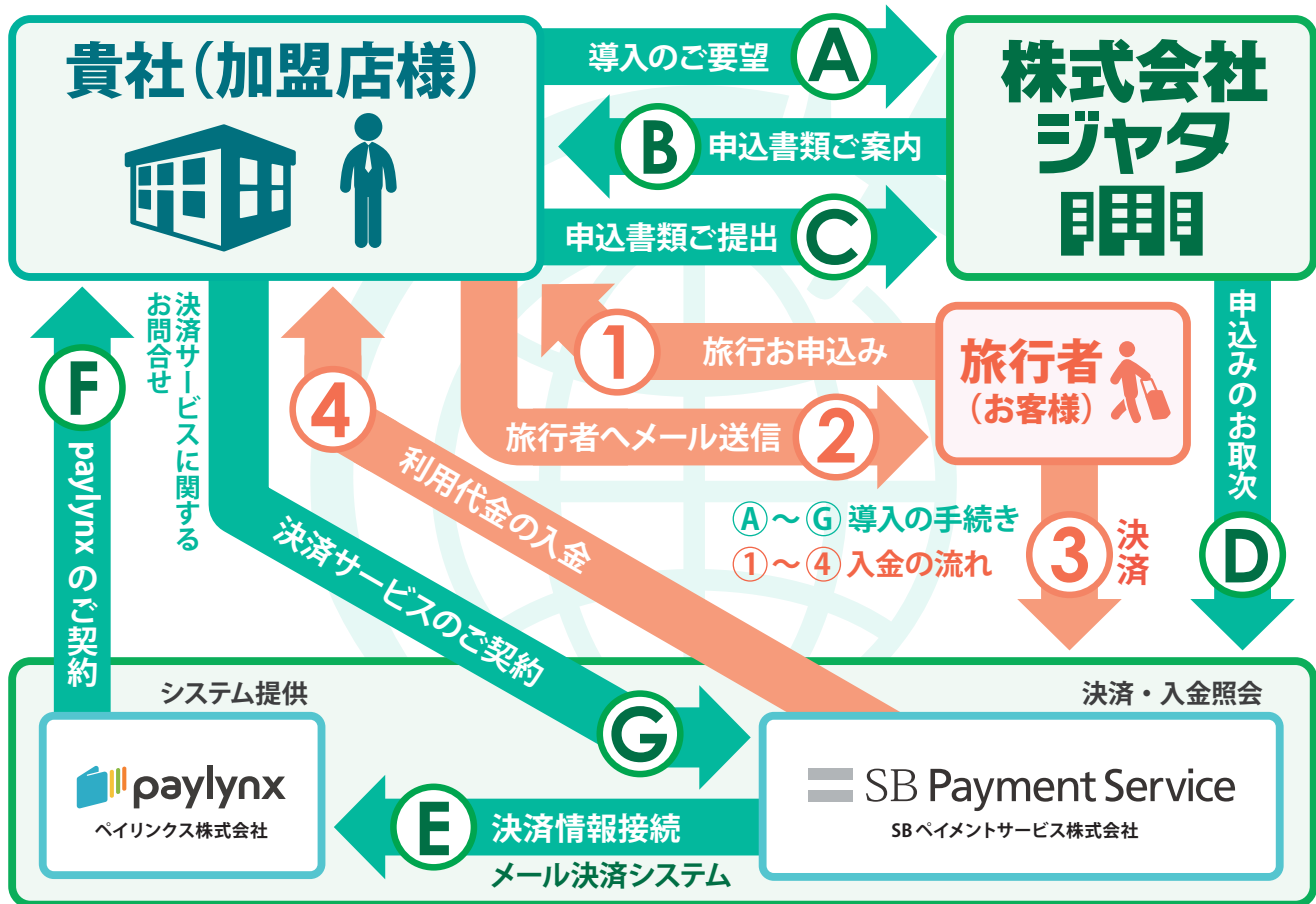 貴社(加盟店様)
導入のご要望 A
B 申込書類ご案内
申込書類ご提出 C
株式会社
ジャタ
決済サービスに関する
お問合せ
F
paylynx のご契約
4
利用代金の入金
1 旅行お申込み
旅行者へメール送信 2
旅行者
(お客様)
申込みのお取次
D
3 決済
A〜G 導入の手続き
①〜④ 入金の流れ
決済サービスのご契約
G
システム提供
paylynx
ペイリンクス株式会社
決済・入金照会
SB Payment Service
SBペイメントサービス株式会社
E 決済情報接続
メール決済システム